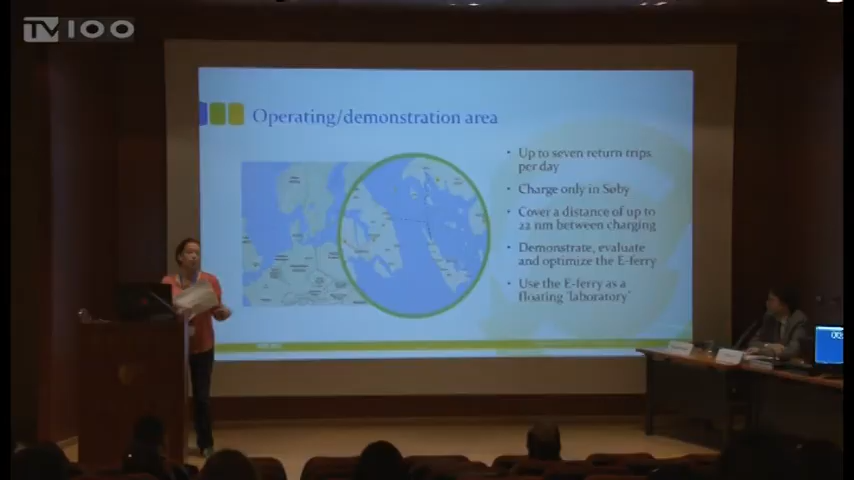 TV100
Operating/demonstration area
• Up to seven return trips
per day
• Charge only in Søby
• Cover a distance of up to
22 nm between charging
• Demonstrate, evaluate
and optimize the E-ferry
• Use the E-ferry as a
floating 'laboratory'
00: